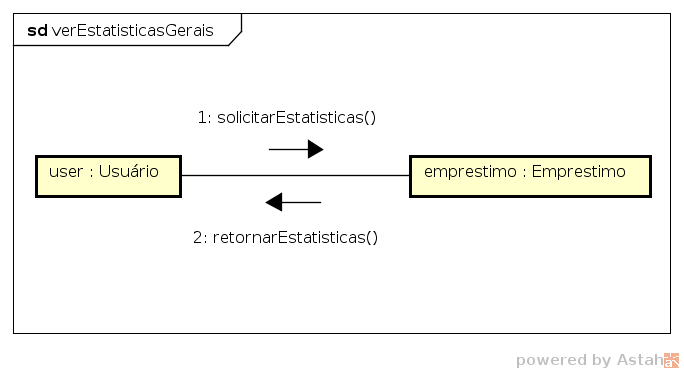 sd verEstatisticasGerais
1: solicitarEstatisticas()
user : Usuário
emprestimo : Emprestimo
2: retornarEstatisticas()
powered by Astah